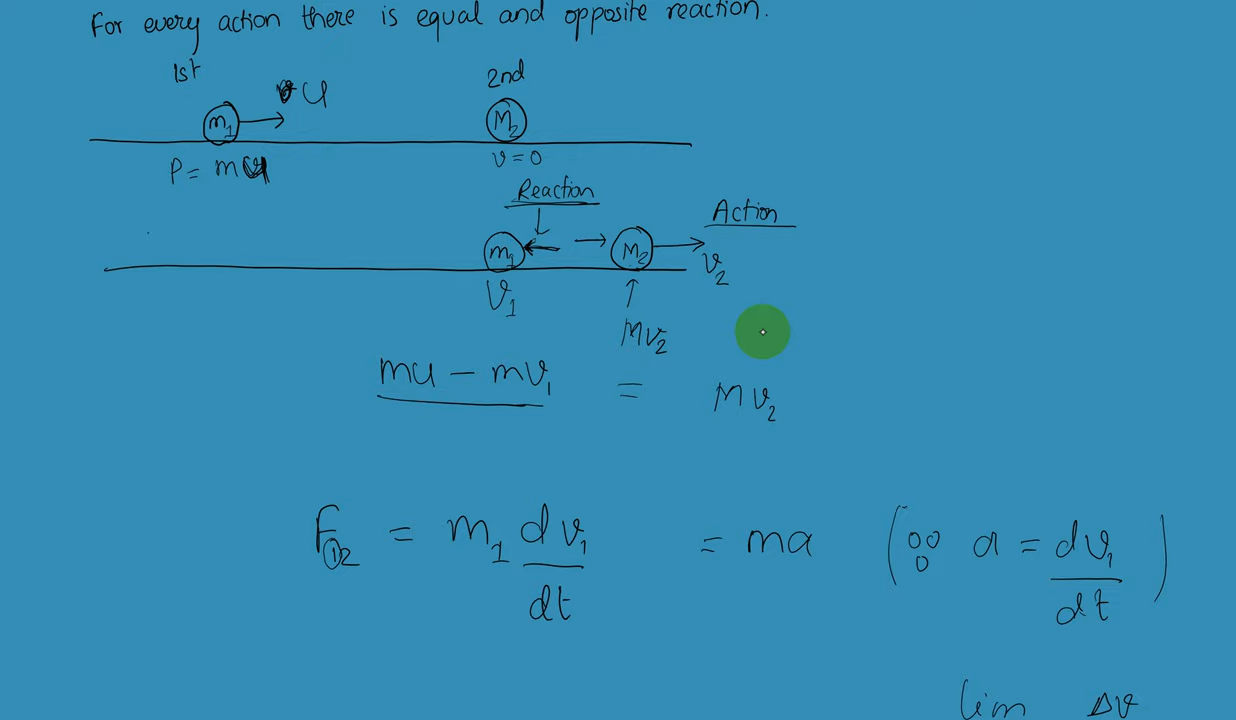 For every action there is equal and opposite reaction.
1st 2nd
m₁ U M₂
P = mu v = 0
Reaction
Action
m₁ M₂
V₁ v₂
Mv₂
mu – mv₁ = Mv₂
F₁₂ = m₁ dv₁/dt = ma (∵ a = dv₁/dt)
lim Δv